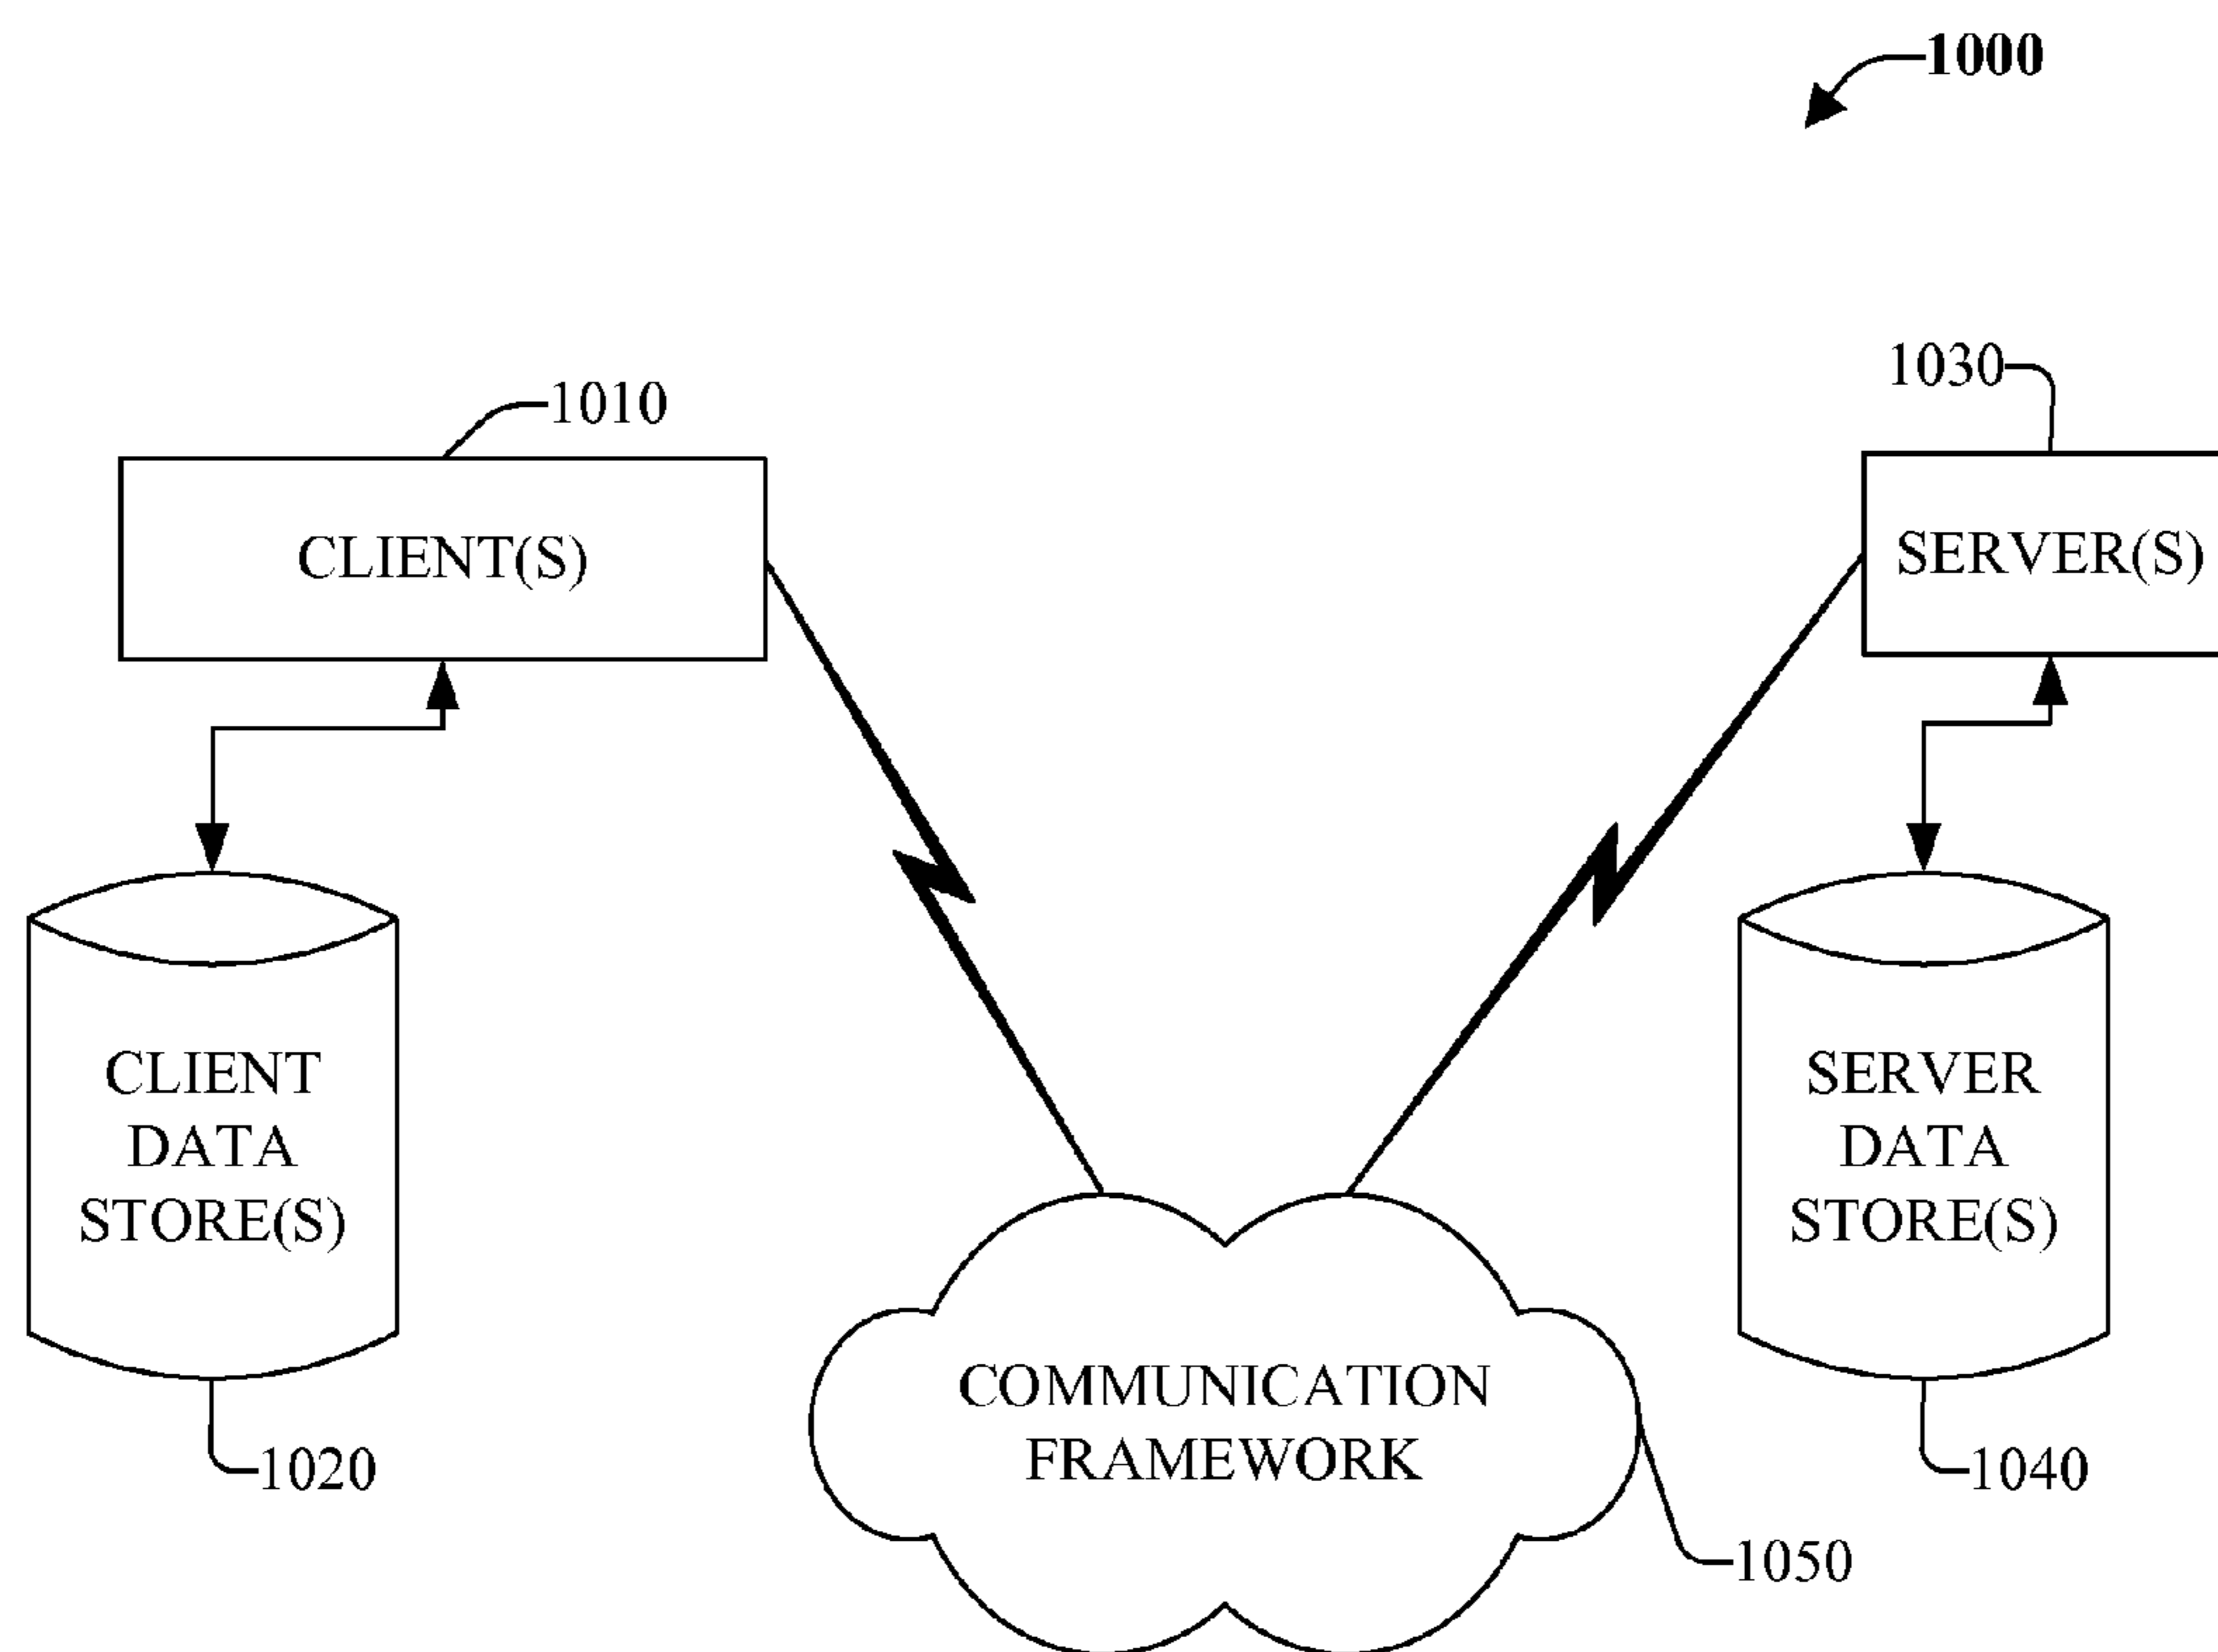 1000
1010
1030
CLIENT(S)
SERVER(S)
CLIENT
DATA
STORE(S)
SERVER
DATA
STORE(S)
COMMUNICATION
FRAMEWORK
1020
1040
1050